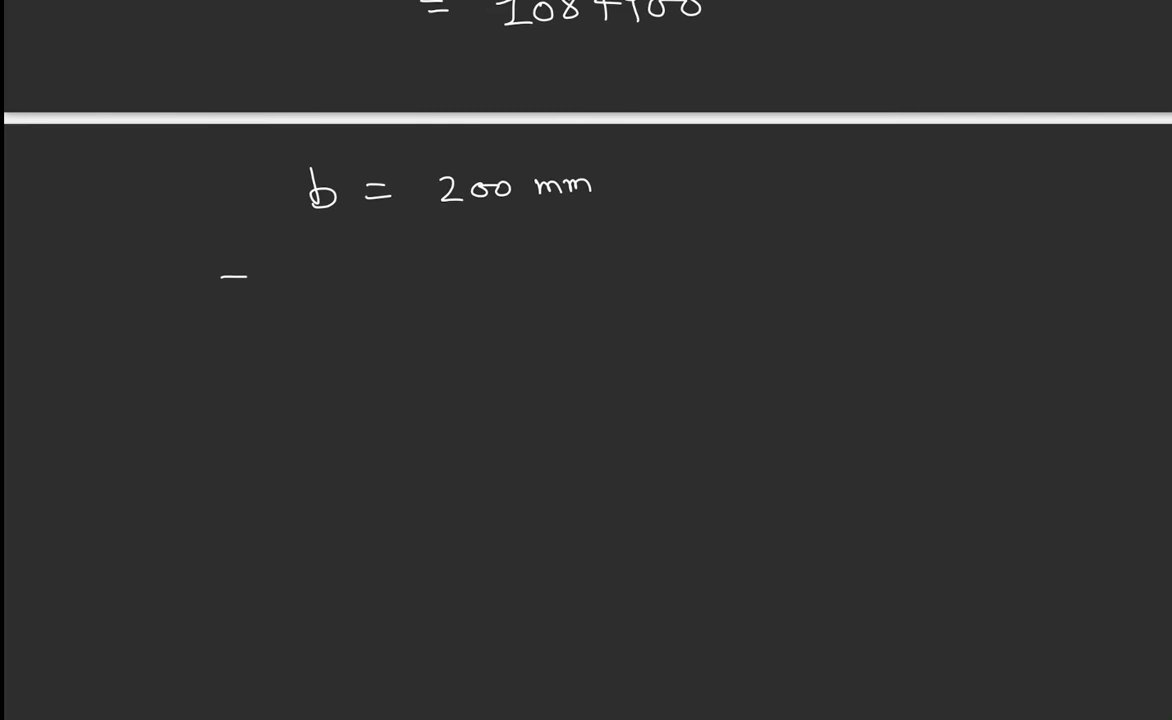 =
b = 200 mm
–